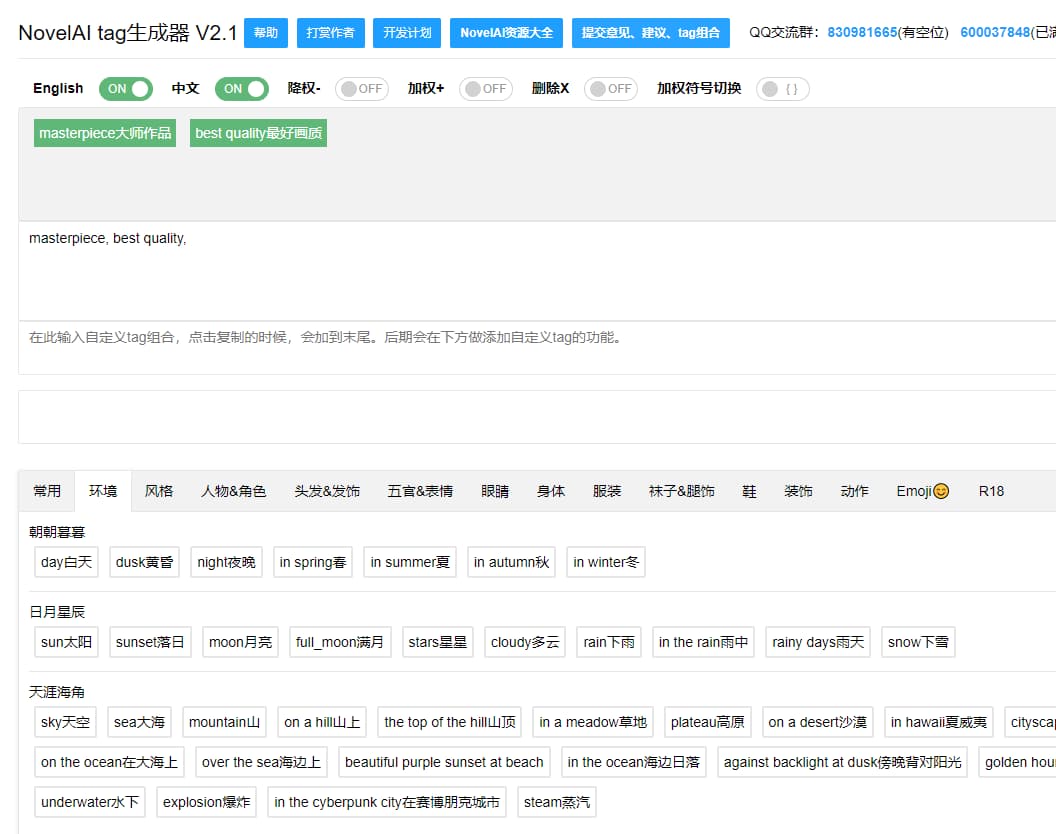 NovelAI tag生成器 V2.1 帮助 打赏作者 开发计划 NovelAI资源大全 提交意见、建议、tag组合 QQ交流群：830981665(有空位) 600037848(已满
English ON 中文 ON 降权- OFF 加权+ OFF 删除X OFF 加权符号切换 { }
masterpiece大师作品 best quality最好画质
masterpiece, best quality,
在此输入自定义tag组合，点击复制的时候，会加到末尾。后期会在下方做添加自定义tag的功能。
常用 环境 风格 人物&角色 头发&发饰 五官&表情 眼睛 身体 服装 袜子&腿饰 鞋 装饰 动作 Emoji😊 R18
朝朝暮暮
day白天 dusk黄昏 night夜晚 in spring春 in summer夏 in autumn秋 in winter冬
日月星辰
sun太阳 sunset落日 moon月亮 full_moon满月 stars星星 cloudy多云 rain下雨 in the rain雨中 rainy days雨天 snow下雪
天涯海角
sky天空 sea大海 mountain山 on a hill山上 the top of the hill山顶 in a meadow草地 plateau高原 on a desert沙漠 in hawaii夏威夷 cityscap
on the ocean在大海上 over the sea海边上 beautiful purple sunset at beach in the ocean海边日落 against backlight at dusk傍晚背对阳光 golden hour
underwater水下 explosion爆炸 in the cyberpunk city在赛博朋克城市 steam蒸汽